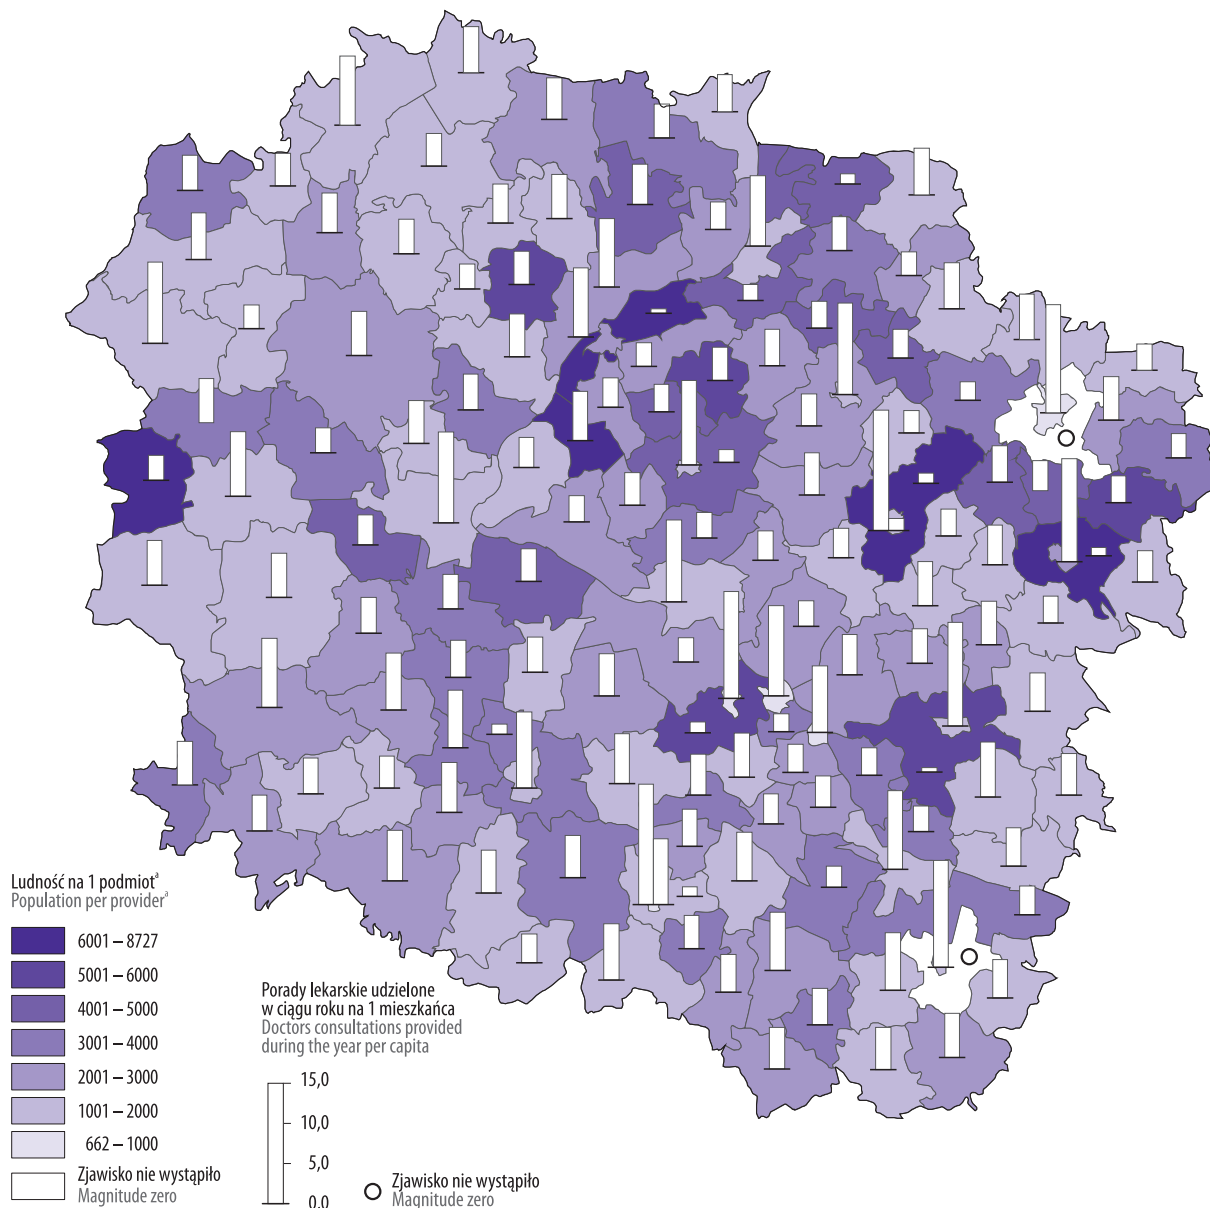 Ludność na 1 podmiotᵃ
Population per providerᵃ
6001 – 8727
5001 – 6000
4001 – 5000
3001 – 4000
2001 – 3000
1001 – 2000
662 – 1000
Zjawisko nie wystąpiło
Magnitude zero
Porady lekarskie udzielone
w ciągu roku na 1 mieszkańca
Doctors consultations provided
during the year per capita
15,0
10,0
5,0
0,0
Zjawisko nie wystąpiło
Magnitude zero